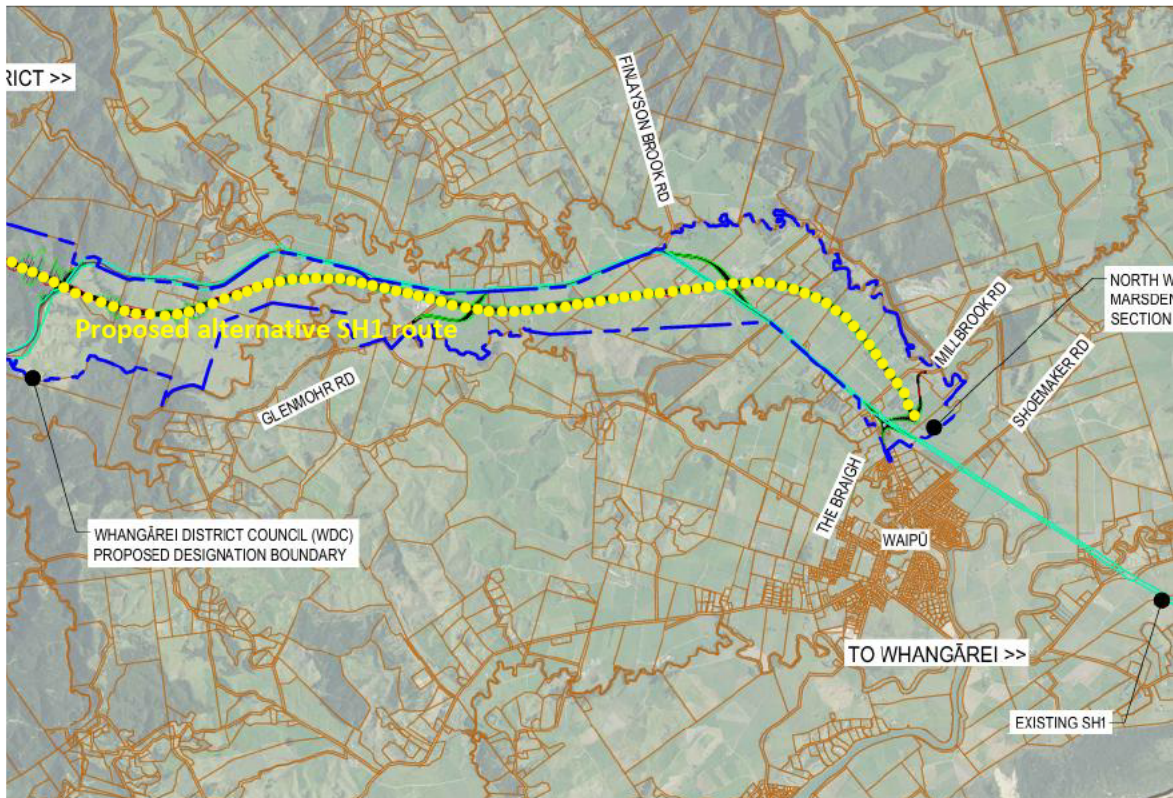 RICT >>
FINLAYSON BROOK RD
MILLBROOK RD
NORTH W
MARSDEN
SECTION
SHOEMAKER RD
Proposed alternative SH1 route
GLENMOHR RD
THE BRAIGH
WHANGĀREI DISTRICT COUNCIL (WDC)
PROPOSED DESIGNATION BOUNDARY
WAIPŪ
TO WHANGĀREI >>
EXISTING SH1